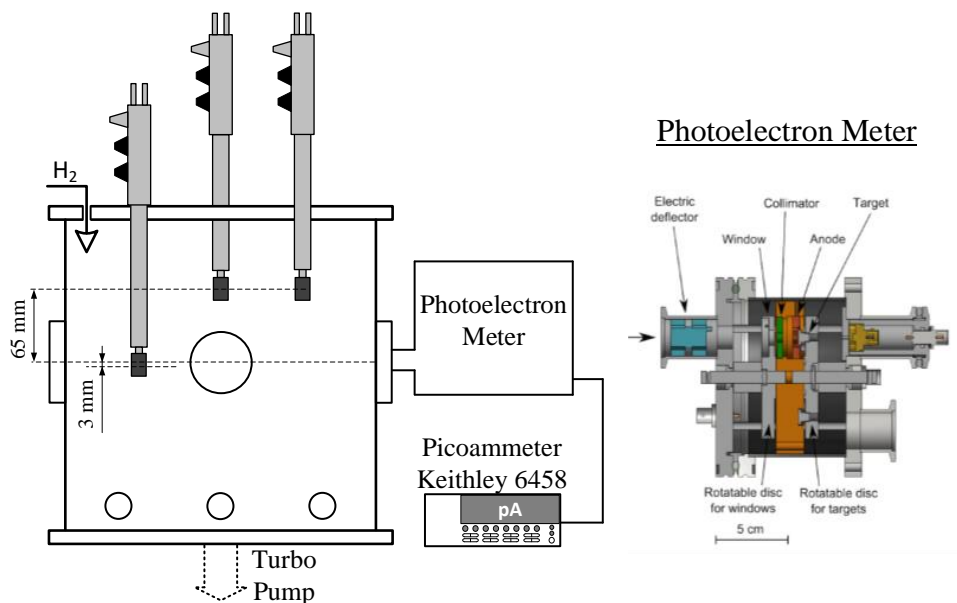 H2
65 mm
3 mm
Photoelectron
Meter
Picoammeter
Keithley 6458
pA
Turbo
Pump
Photoelectron Meter
Electric
deflector
Collimator
Target
Window
Anode
Rotatable disc
for windows
Rotatable disc
for targets
5 cm